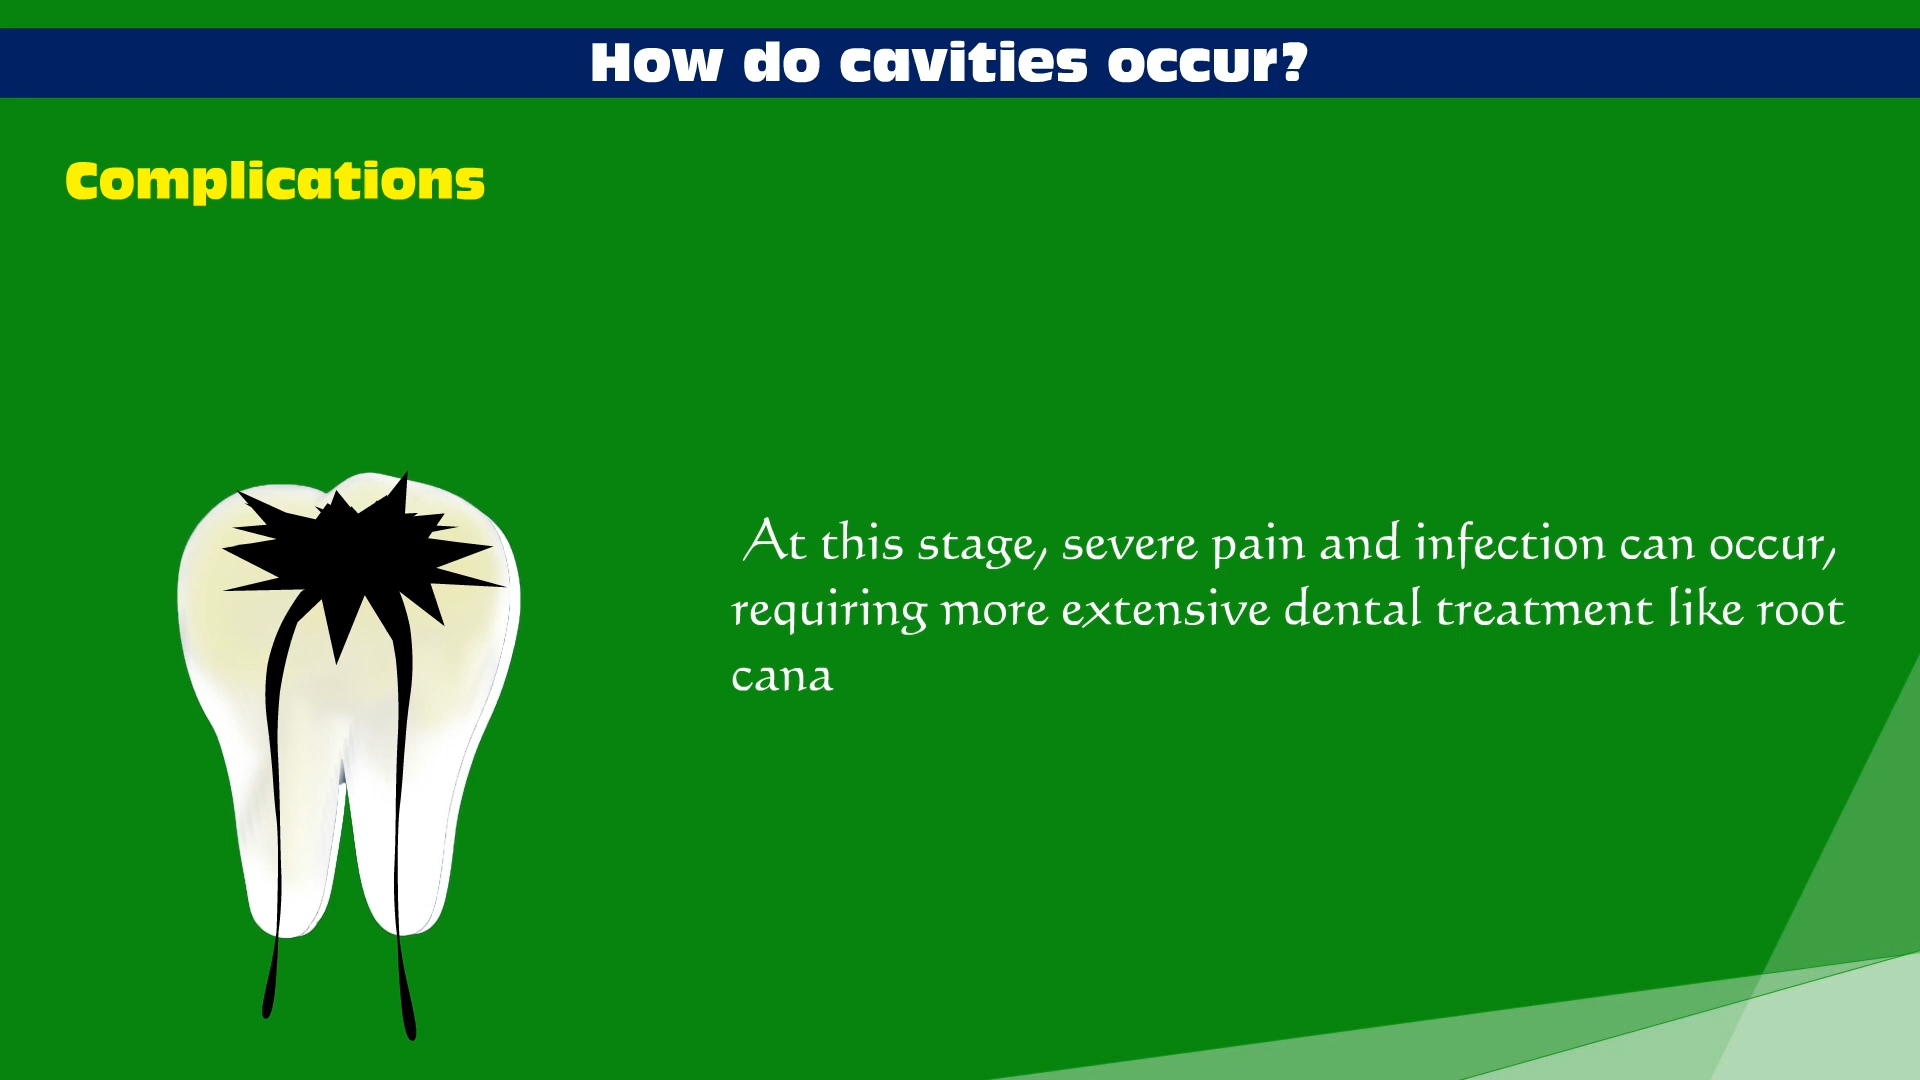 How do cavities occur?
Complications
At this stage, severe pain and infection can occur,
requiring more extensive dental treatment like root
cana